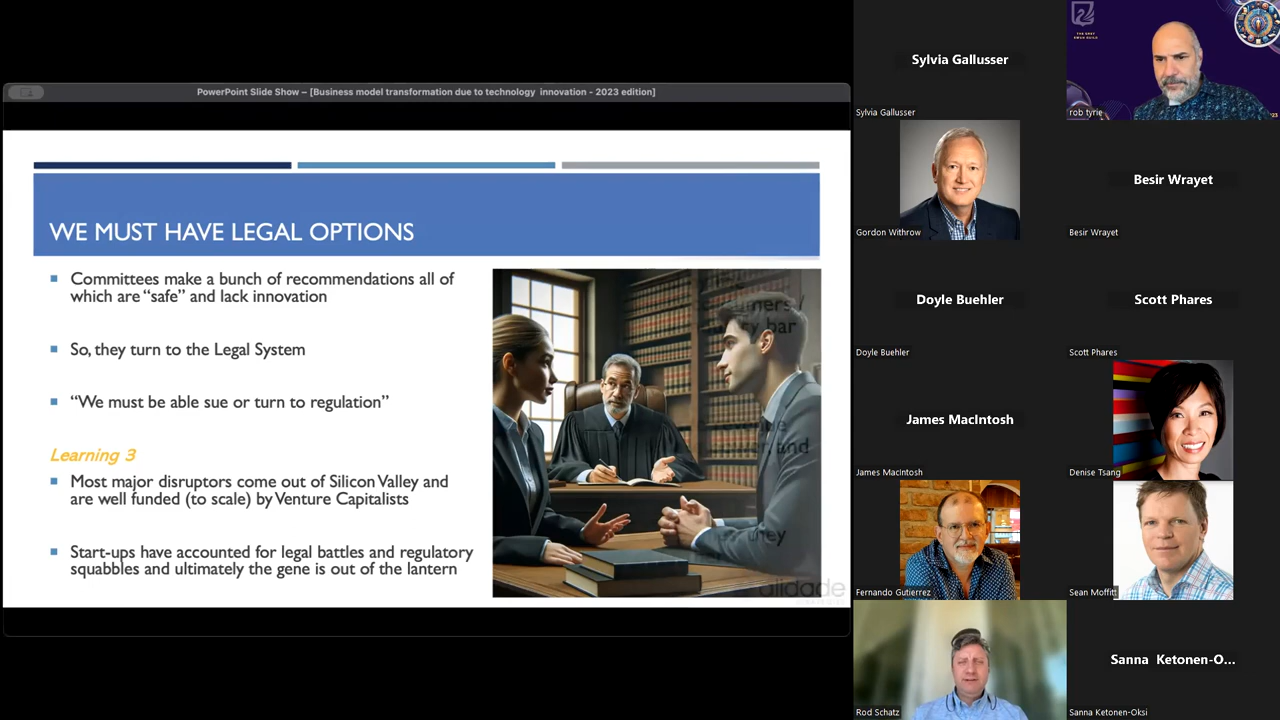 PowerPoint Slide Show – [Business model transformation due to technology innovation - 2023 edition]
WE MUST HAVE LEGAL OPTIONS
Committees make a bunch of recommendations all of
which are “safe” and lack innovation
So, they turn to the Legal System
“We must be able sue or turn to regulation”
Learning 3
Most major disruptors come out of Silicon Valley and
are well funded (to scale) by Venture Capitalists
Start-ups have accounted for legal battles and regulatory
squabbles and ultimately the gene is out of the lantern
alidade
Sylvia Gallusser
Sylvia Gallusser
rob tyrie
Gordon Withrow
Besir Wrayet
Besir Wrayet
Doyle Buehler
Doyle Buehler
Scott Phares
Scott Phares
James MacIntosh
James MacIntosh
Denise Tsang
Fernando Gutierrez
Sean Moffitt
Rod Schatz
Sanna Ketonen-O...
Sanna Ketonen-Oksi